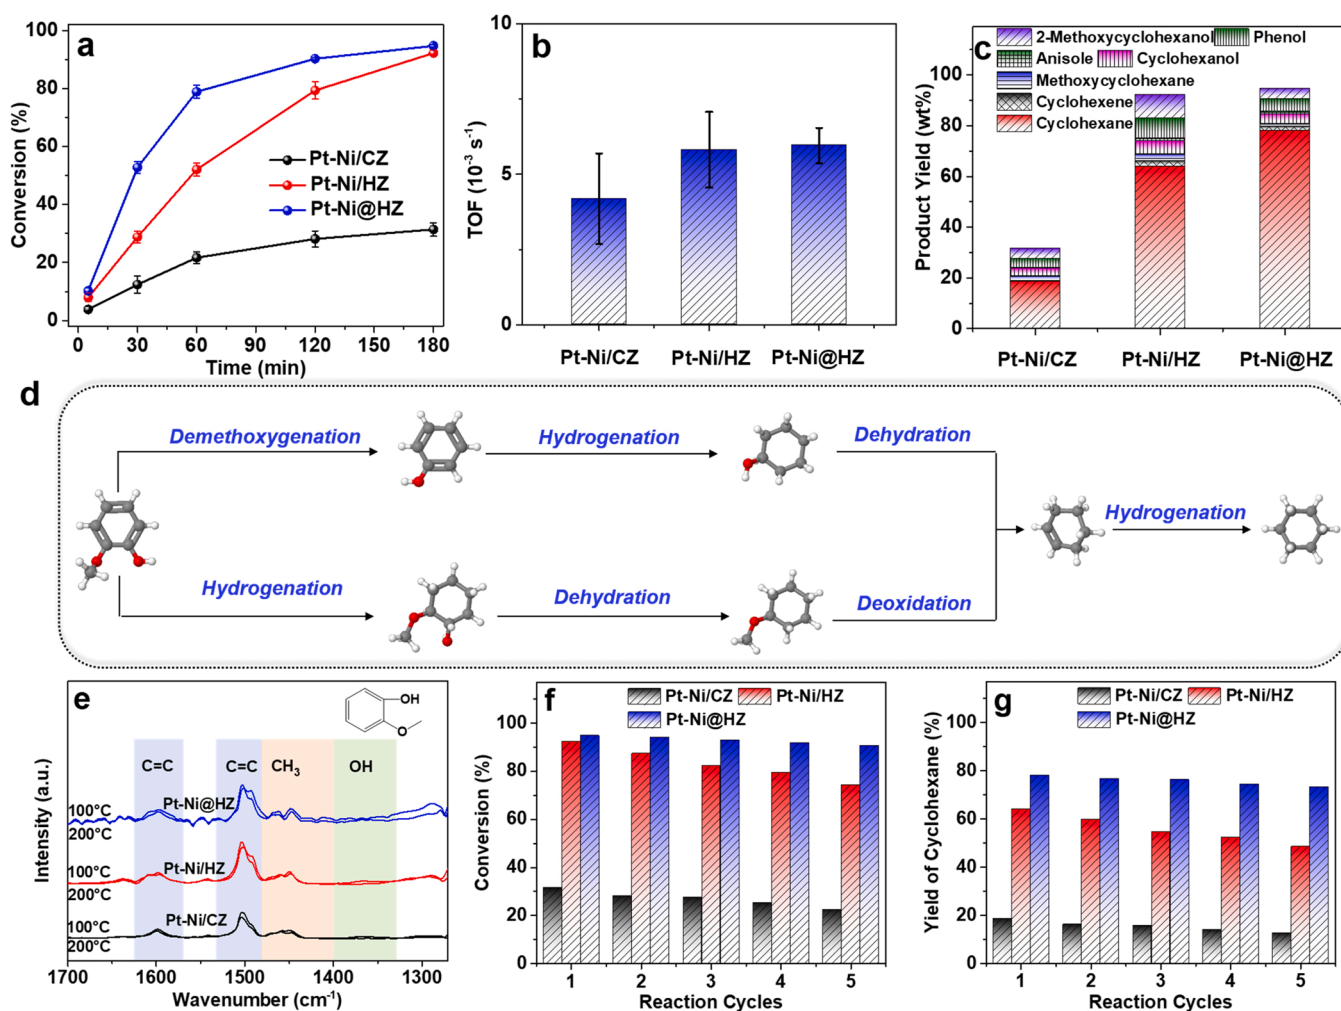 a
Conversion (%)
100
80
60
40
20
0
Pt-Ni/CZ
Pt-Ni/HZ
Pt-Ni@HZ
0 30 60 90 120 150 180
Time (min)
b
TOF (10⁻³ s⁻¹)
10
5
0
Pt-Ni/CZ Pt-Ni/HZ Pt-Ni@HZ
c
Product Yield (wt%)
100
80
60
40
20
0
2-Methoxycyclohexanol Phenol
Anisole Cyclohexanol
Methoxycyclohexane
Cyclohexene
Cyclohexane
Pt-Ni/CZ Pt-Ni/HZ Pt-Ni@HZ
d
Demethoxygenation Hydrogenation Dehydration
Hydrogenation
Hydrogenation Dehydration Deoxidation
e
Intensity (a.u.)
OH
O
C=C C=C CH₃ OH
100°C Pt-Ni@HZ
200°C
100°C Pt-Ni/HZ
200°C
Pt-Ni/CZ
100°C
200°C
1700 1600 1500 1400 1300
Wavenumber (cm⁻¹)
f
Conversion (%)
Pt-Ni/CZ Pt-Ni/HZ
Pt-Ni@HZ
100
80
60
40
20
0
1 2 3 4 5
Reaction Cycles
g
Yield of Cyclohexane (%)
Pt-Ni/CZ Pt-Ni/HZ
Pt-Ni@HZ
100
80
60
40
20
0
1 2 3 4 5
Reaction Cycles